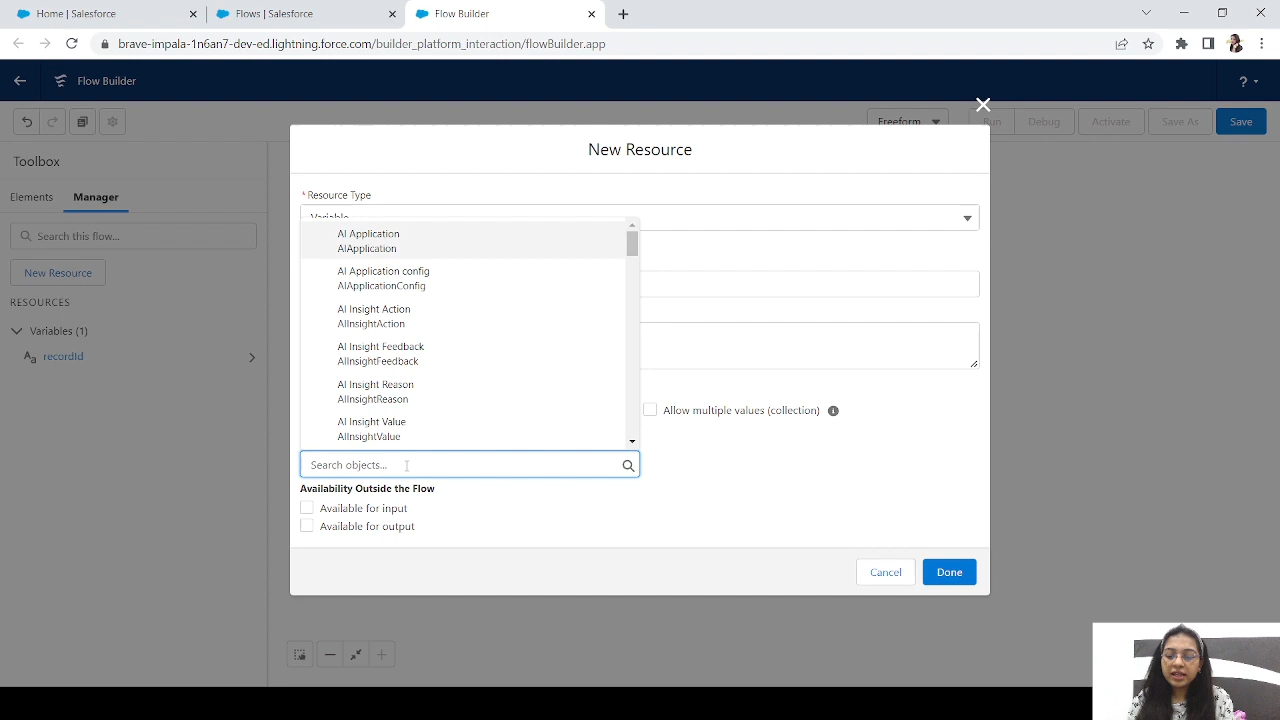 Home | Salesforce
Flows | Salesforce
Flow Builder
brave-impala-1n6an7-dev-ed.lightning.force.com/builder_platform_interaction/flowBuilder.app
Flow Builder
?
Freeform
Run
Debug
Activate
Save As
Save
Toolbox
Elements
Manager
Search this flow...
New Resource
RESOURCES
Variables (1)
Aa recordId
New Resource
* Resource Type
Variable
AI Application
AIApplication
AI Application config
AIApplicationConfig
AI Insight Action
AIInsightAction
AI Insight Feedback
AIInsightFeedback
AI Insight Reason
AIInsightReason
AI Insight Value
AIInsightValue
Allow multiple values (collection)
Search objects...
Availability Outside the Flow
Available for input
Available for output
Cancel
Done